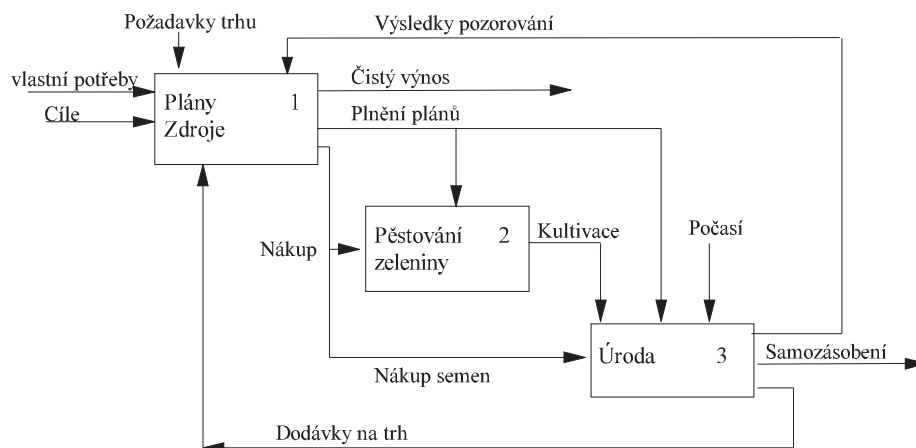 Požadavky trhu
Výsledky pozorování
vlastní potřeby
Cíle
Plány 1
Zdroje
Čistý výnos
Plnění plánů
Nákup
Pěstování 2
zeleniny
Kultivace
Počasí
Úroda 3
Samozásobení
Nákup semen
Dodávky na trh